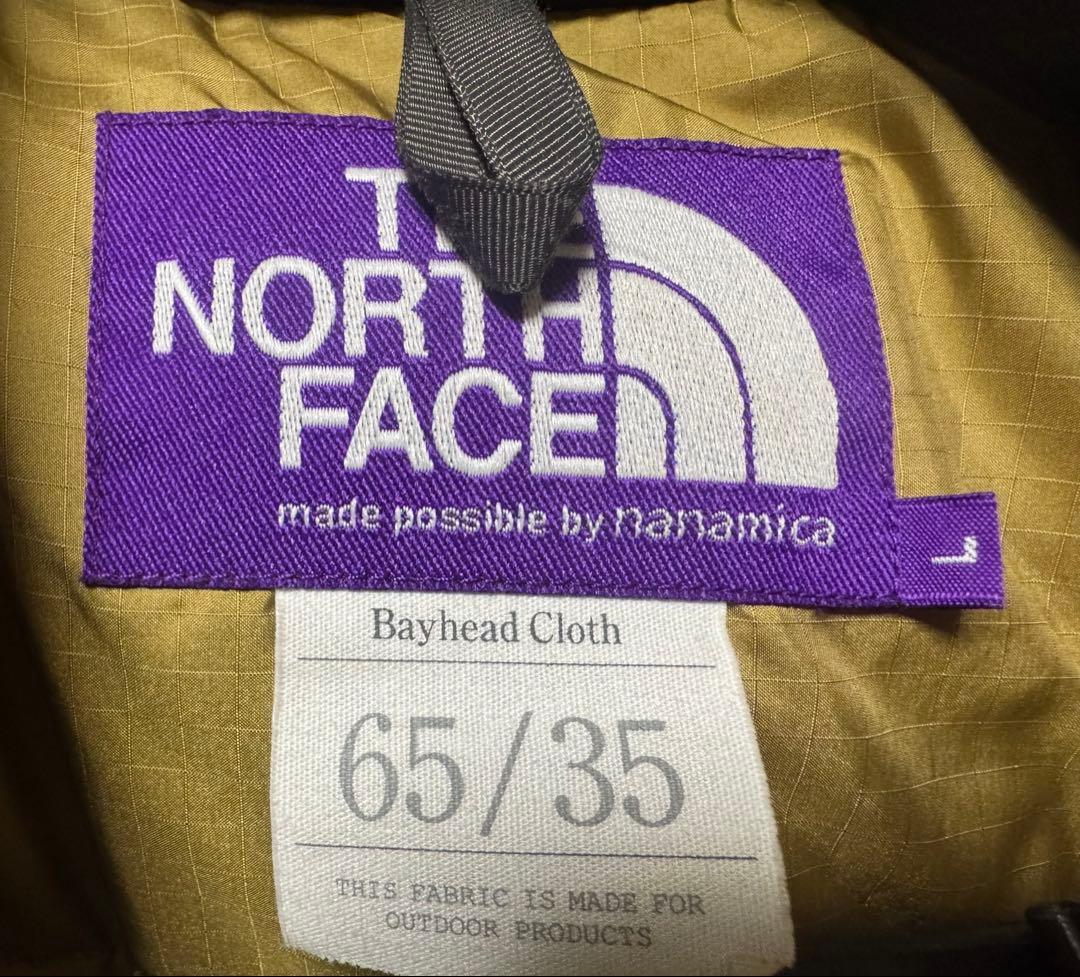 THE
NORTH
FACE
made possible by nanamica
L
Bayhead Cloth
65/35
THIS FABRIC IS MADE FOR
OUTDOOR PRODUCTS